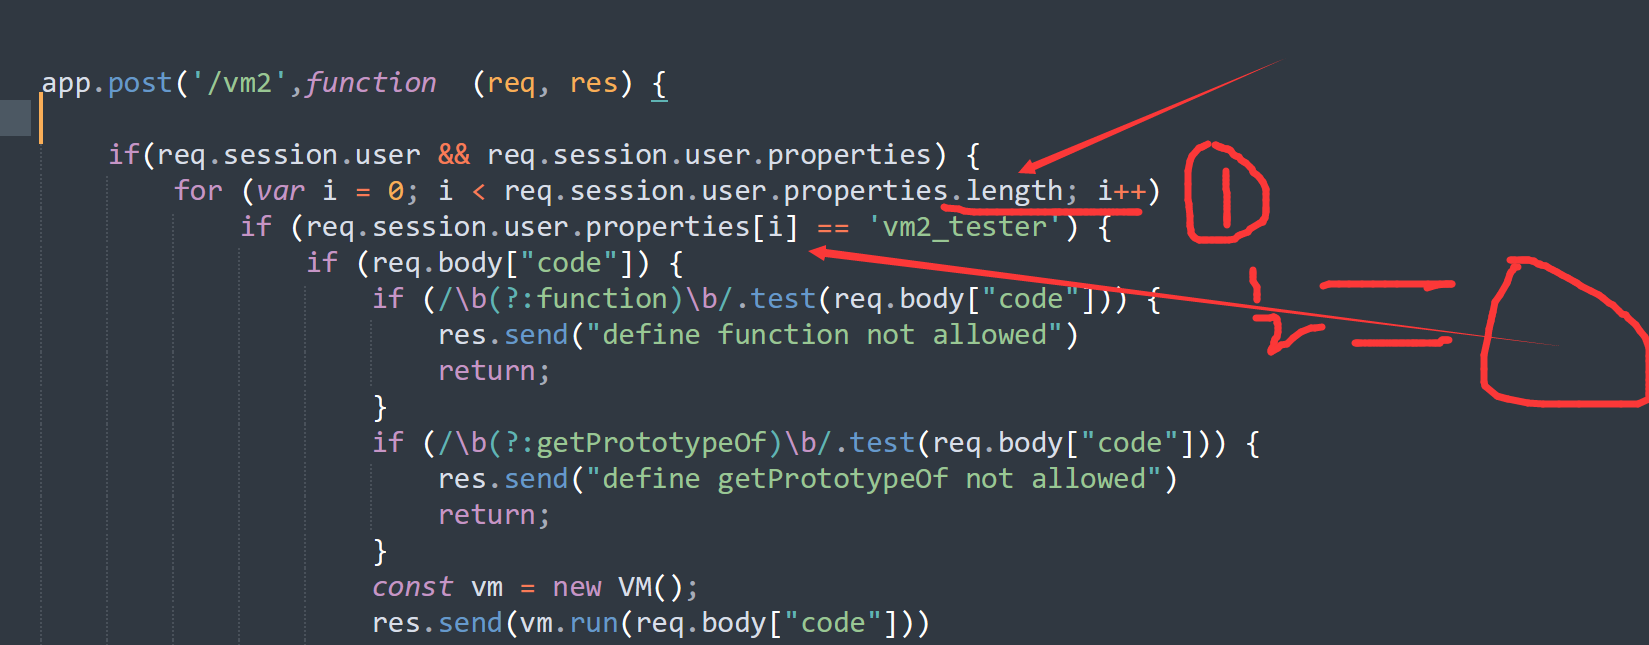 app.post('/vm2',function  (req, res) {
if(req.session.user && req.session.user.properties) {
for (var i = 0; i < req.session.user.properties.length; i++)
if (req.session.user.properties[i] == 'vm2_tester') {
if (req.body["code"]) {
if (/\b(?:function)\b/.test(req.body["code"])) {
res.send("define function not allowed")
return;
}
if (/\b(?:getPrototypeOf)\b/.test(req.body["code"])) {
res.send("define getPrototypeOf not allowed")
return;
}
const vm = new VM();
res.send(vm.run(req.body["code"]))